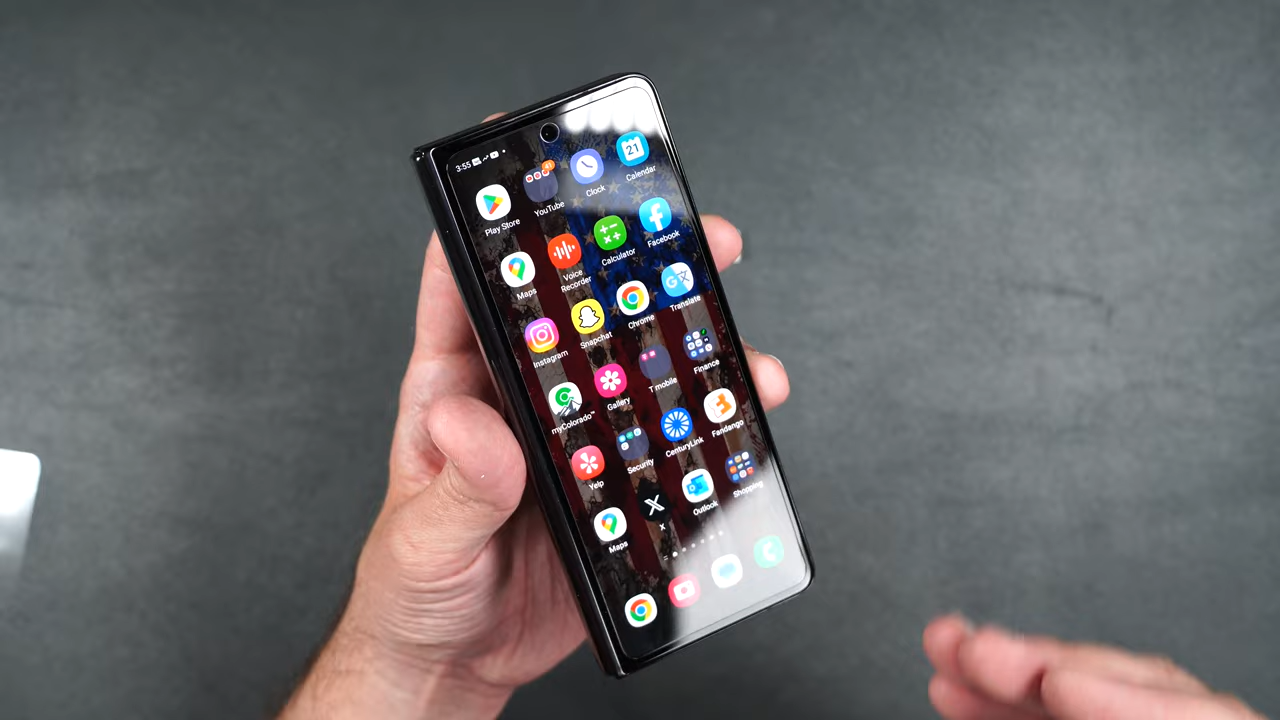 3:55
41
21
Play Store
YouTube
Clock
Calendar
Maps
Voice
Recorder
Calculator
Facebook
Instagram
Snapchat
Chrome
Translate
myColorado™
Gallery
T mobile
Finance
Yelp
Security
CenturyLink
Fandango
Maps
X
Outlook
Shopping